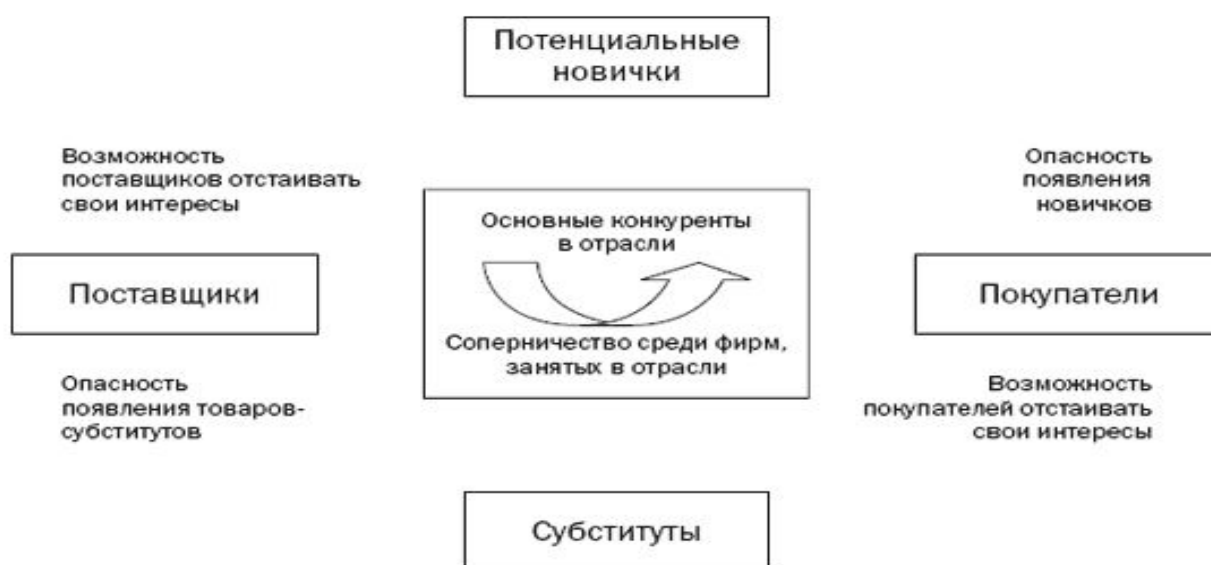 Потенциальные
новички
Возможность
поставщиков отстаивать
свои интересы
Опасность
появления
новичков
Основные конкуренты
в отрасли
Поставщики
Покупатели
Соперничество среди фирм,
занятых в отрасли
Опасность
появления товаров-
субститутов
Возможность
покупателей отстаивать
свои интересы
Субституты